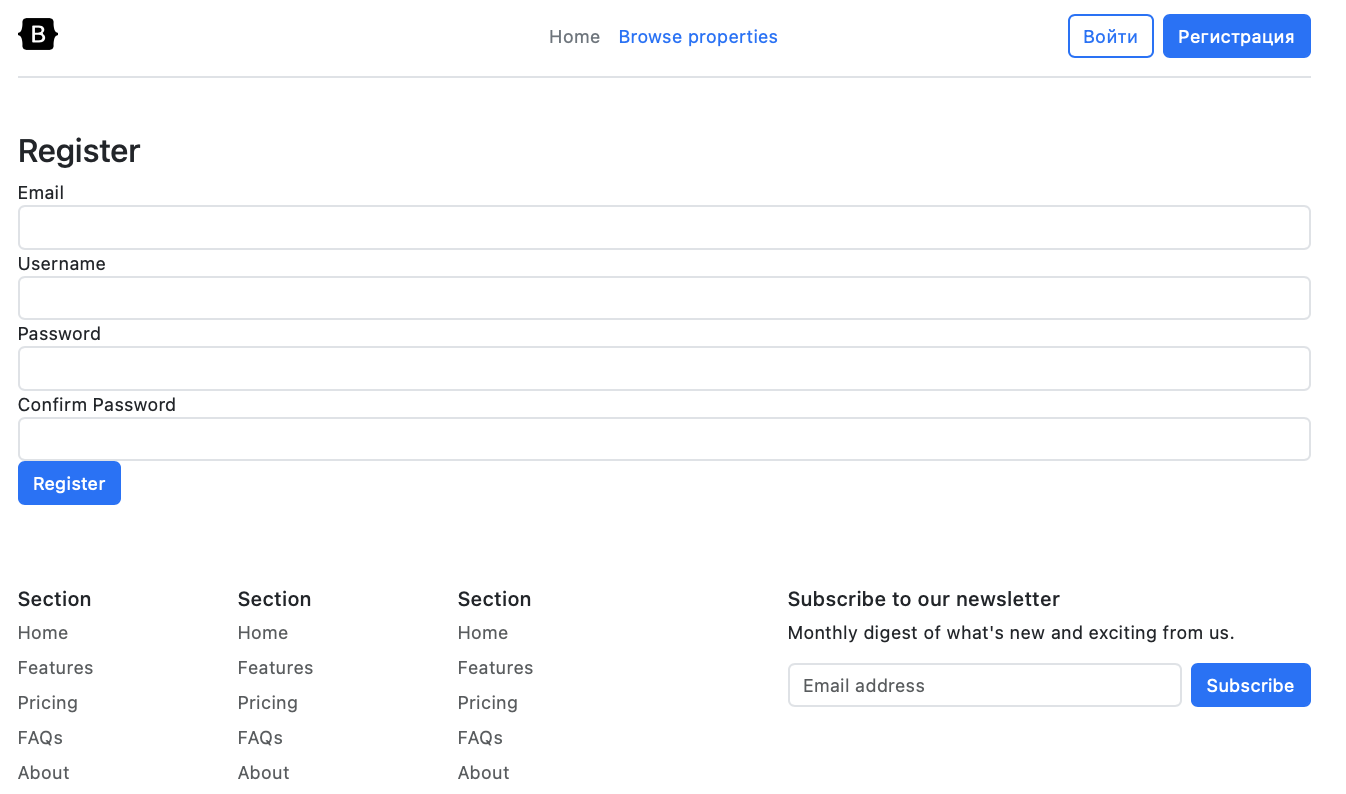 B
Home Browse properties Войти Регистрация
Register
Email
Username
Password
Confirm Password
Register
Section Section Section Subscribe to our newsletter
Home Home Home Monthly digest of what's new and exciting from us.
Features Features Features
Email address Subscribe
Pricing Pricing Pricing
FAQs FAQs FAQs
About About About